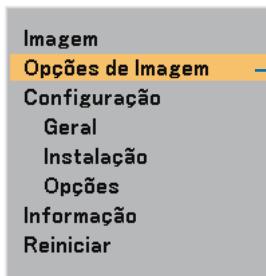 Imagem
Opções de Imagem
Configuração
Geral
Instalação
Opções
Informação
Reiniciar